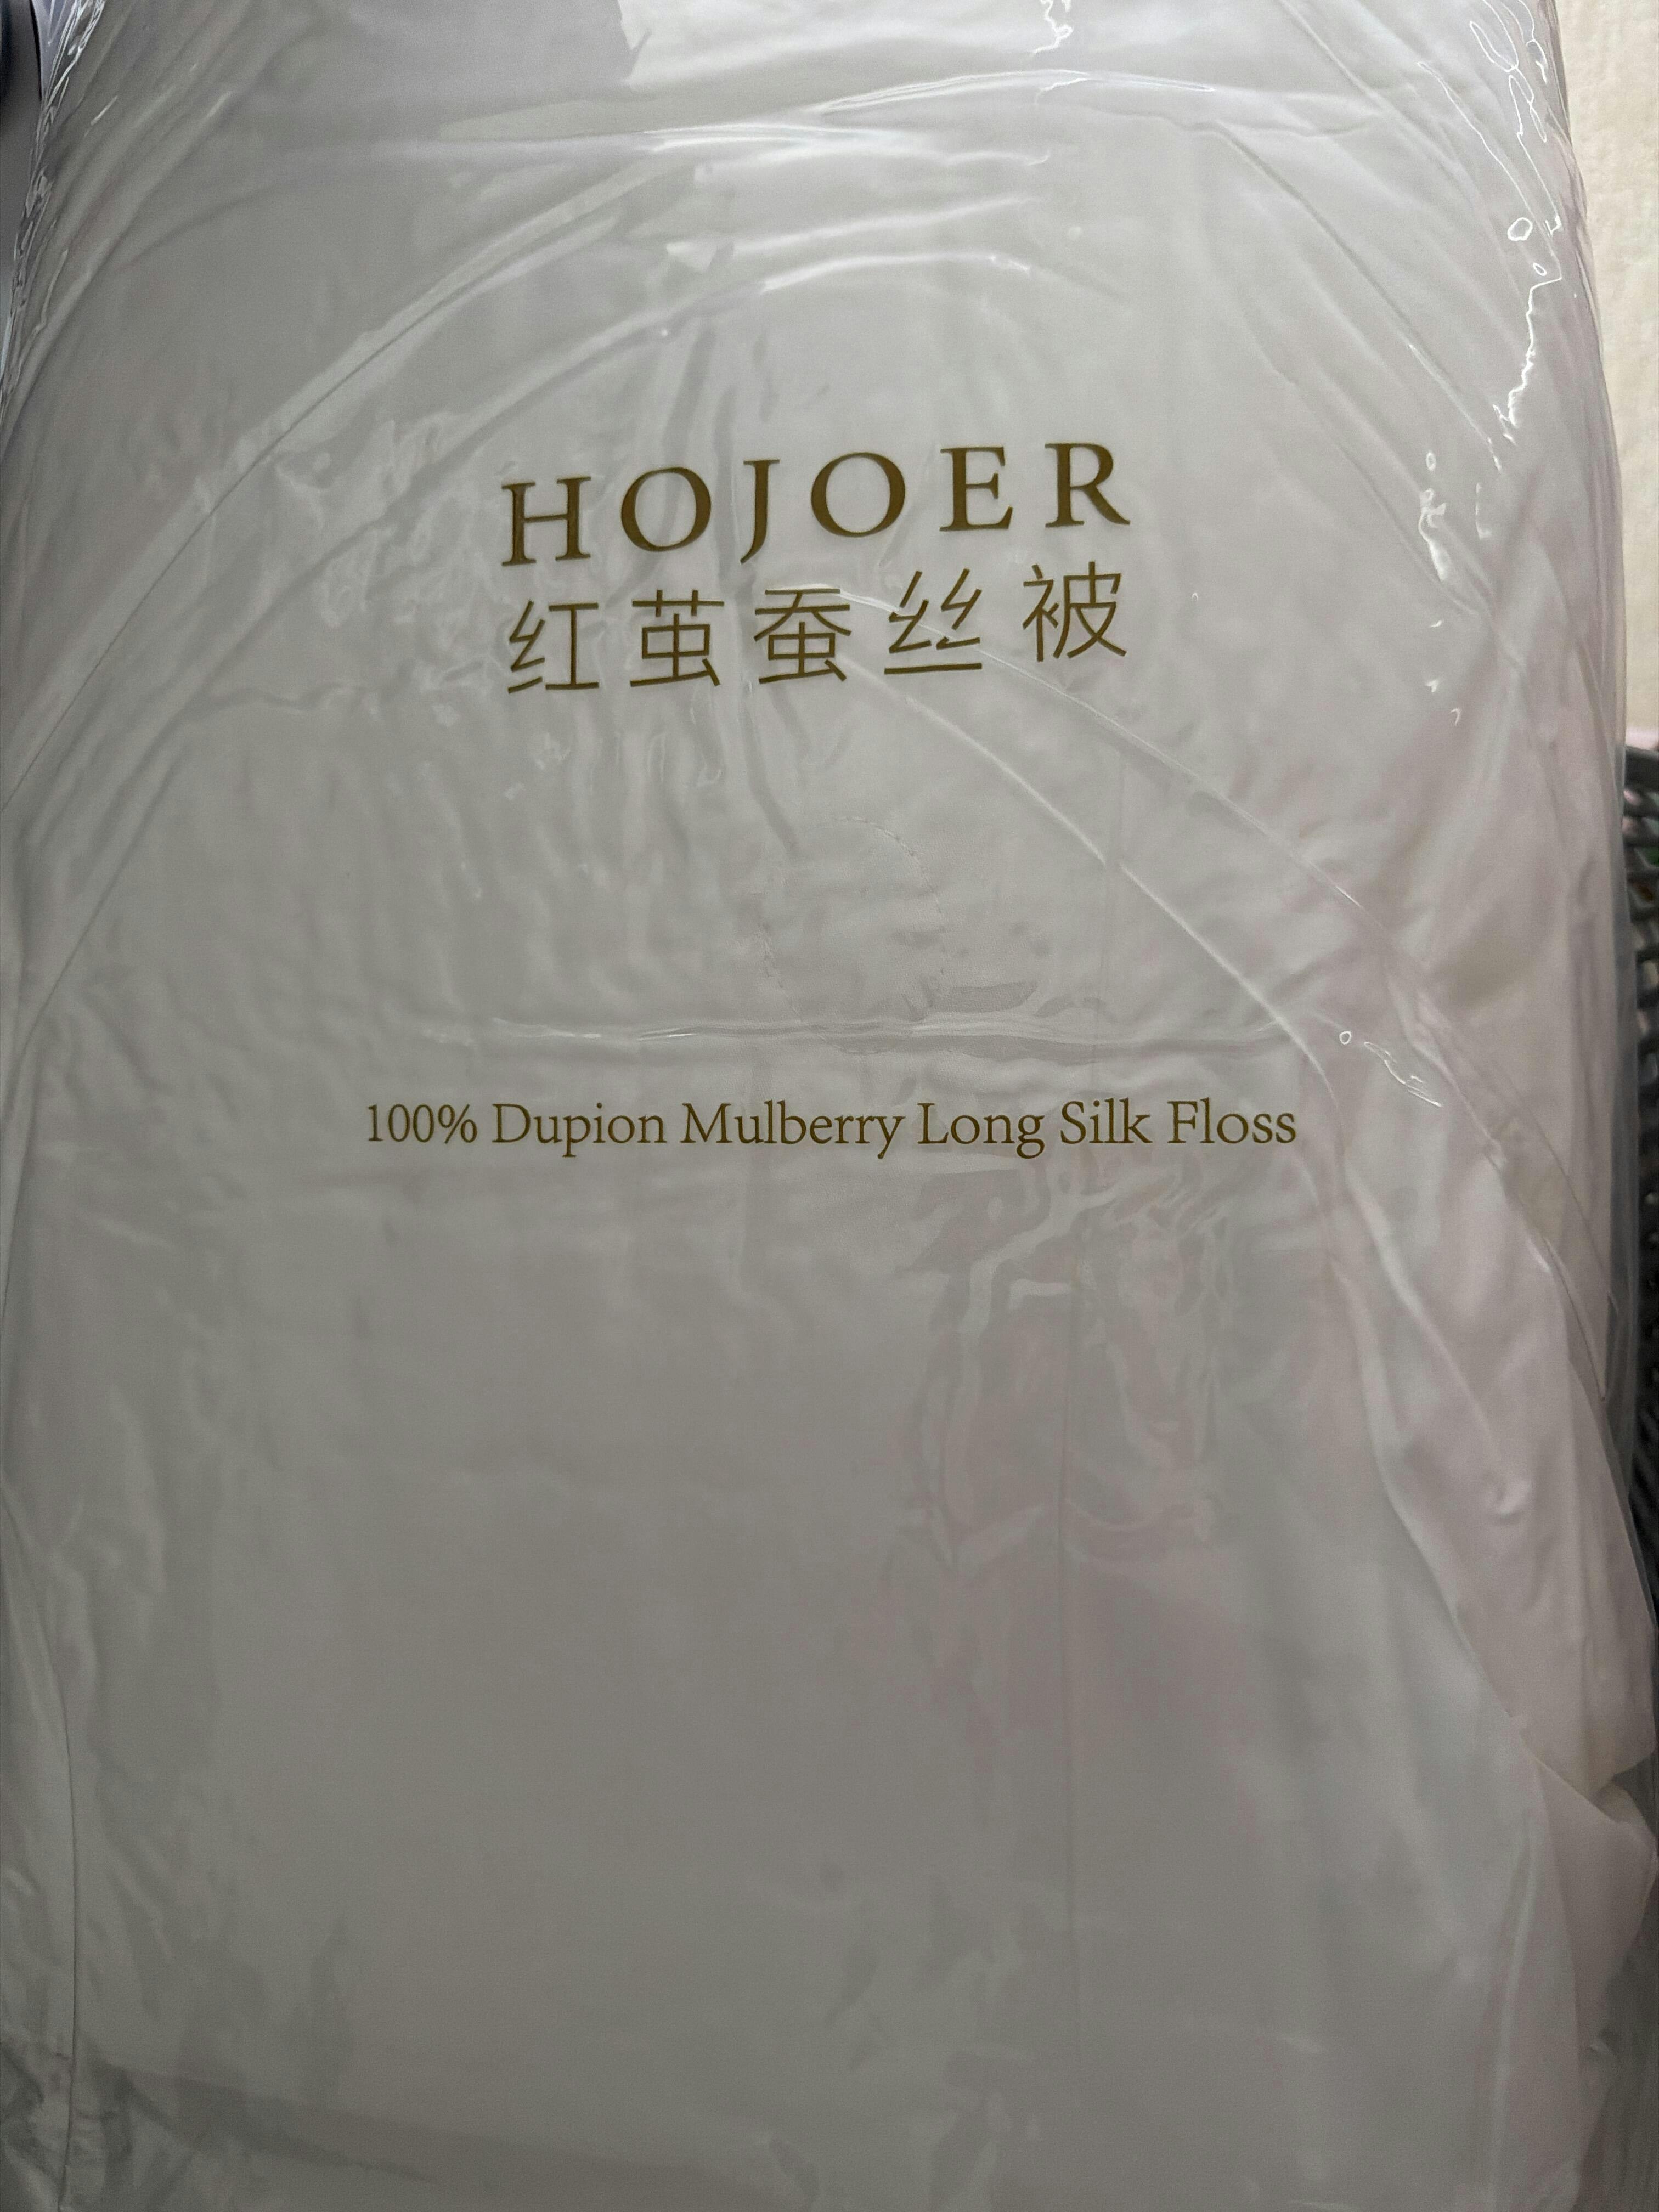 HOJOER
红茧蚕丝被
100% Dupion Mulberry Long Silk Floss